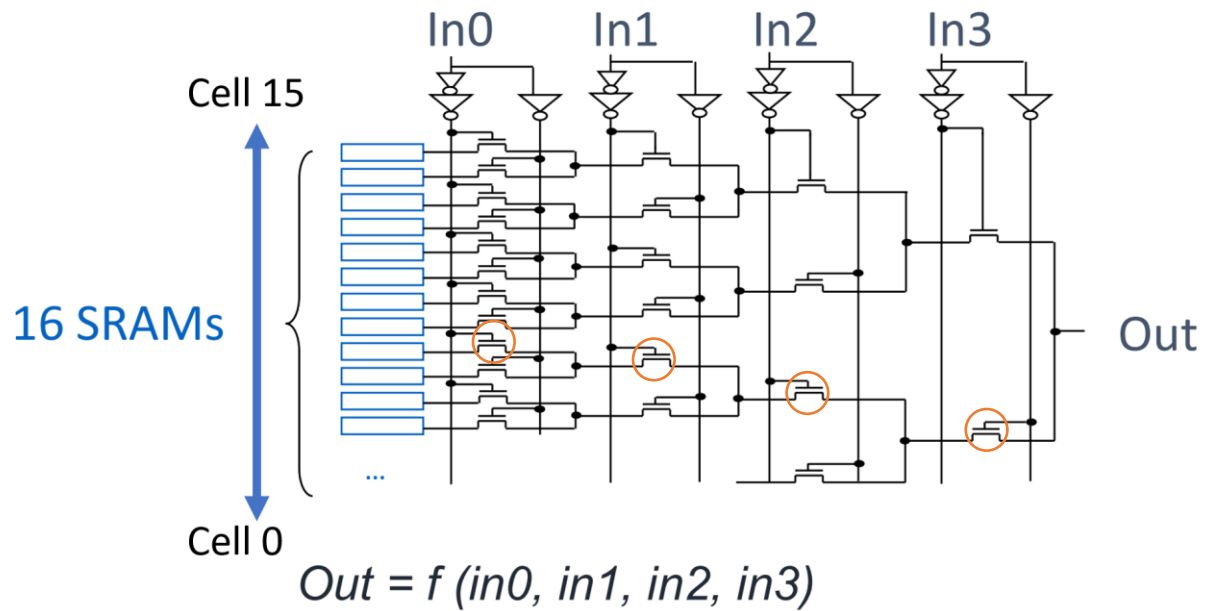 In0 In1 In2 In3
Cell 15
16 SRAMs
Out
...
Cell 0
Out = f (in0, in1, in2, in3)